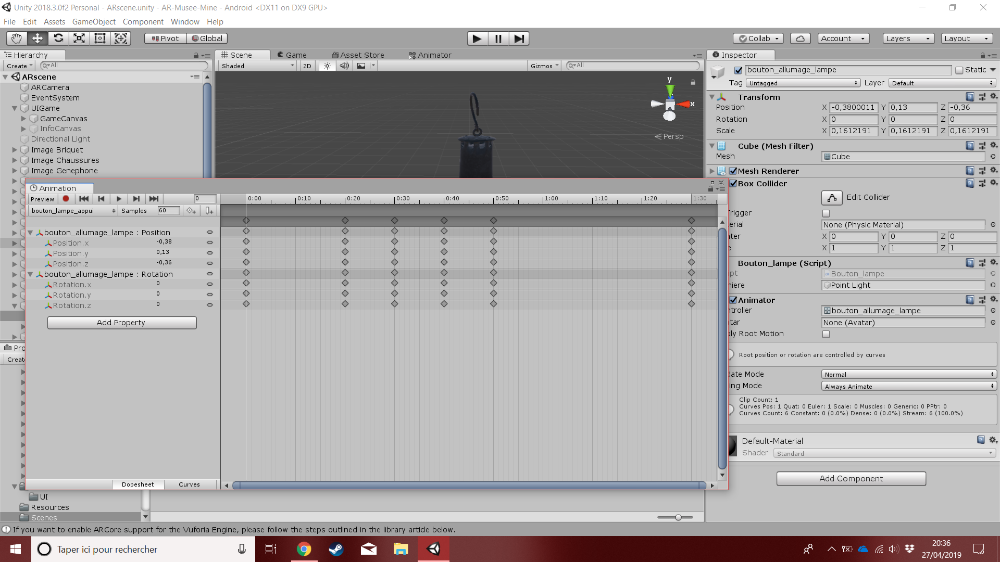 Unity 2018.3.0f2 Personal - ARscene.unity - AR-Musee-Mine - Android <DX11 on DX9 GPU>
File Edit Assets GameObject Component Window Help
Pivot Global Collab Account Layers Layout
Hierarchy
Create All
ARscene
ARCamera
EventSystem
UIGame
GameCanvas
InfoCanvas
Directional Light
Image Briquet
Image Chaussures
Image Genephone
Scene Game Asset Store Animator
Shaded 2D Gizmos All
y
x
Persp
Animation
Preview 0
bouton_lampe_appui Samples 60
0:00 0:10 0:20 0:30 0:40 0:50 1:00 1:10 1:20 1:30
bouton_allumage_lampe : Position
Position.x -0,38
Position.y 0,13
Position.z -0,36
bouton_allumage_lampe : Rotation
Rotation.x 0
Rotation.y 0
Rotation.z 0
Add Property
Dopesheet Curves
Pro
Create
UI
Resources
Scenes
Inspector
bouton_allumage_lampe Static
Tag Untagged Layer Default
Transform
Position X -0,3800011 Y 0,13 Z -0,36
Rotation X 0 Y 0 Z 0
Scale X 0,1612191 Y 0,1612191 Z 0,1612191
Cube (Mesh Filter)
Mesh Cube
Mesh Renderer
Box Collider
Edit Collider
Trigger
erial None (Physic Material)
nter X 0 Y 0 Z 0
e X 1 Y 1 Z 1
Bouton_lampe (Script)
ipt Bouton_lampe
niere Point Light
Animator
ntroller bouton_allumage_lampe
tar None (Avatar)
ly Root Motion
Root position or rotation are controlled by curves
date Mode Normal
ing Mode Always Animate
Clip Count: 1
Curves Pos: 1 Quat: 0 Euler: 1 Scale: 0 Muscles: 0 Generic: 0 PPtr: 0
Curves Count: 6 Constant: 0 (0.0%) Dense: 0 (0.0%) Stream: 6 (100.0%)
Default-Material
Shader Standard
Add Component
If you want to enable ARCore support for the Vuforia Engine, please follow the steps outlined in the library article below.
Taper ici pour rechercher
20:36
27/04/2019